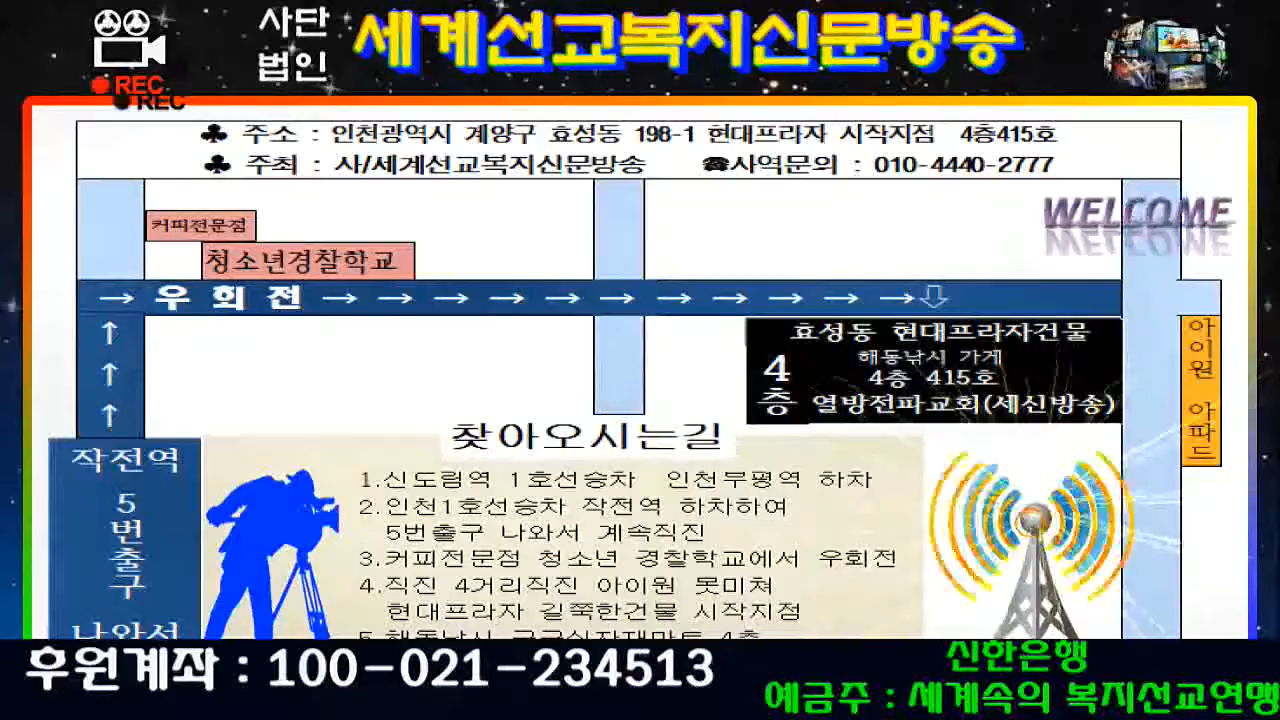 사단
법인
세계선교복지신문방송
REC
REC
♣ 주소 : 인천광역시 계양구 효성동 198-1 현대프라자 시작지점 4층415호
♣ 주최 : 사/세계선교복지신문방송 ☎사역문의 : 010-4440-2777
WELCOME
커피전문점
청소년경찰학교
→ 우 회 전 → → → → → → → → → → → ⇩
↑
↑
↑
효성동 현대프라자건물
해동낚시 가게
4층 4층 415호
열방전파교회(세신방송)
아이원 아파트
찾아오시는길
작전역
5
번
출
구
나와서
1.신도림역 1호선승차 인천부평역 하차
2.인천1호선승차 작전역 하차하여
5번출구 나와서 계속직진
3.커피전문점 청소년 경찰학교에서 우회전
4.직진 4거리직진 아이원 못미쳐
현대프라자 길쭉한건물 시작지점
5.해동낚시 4층
후원계좌 : 100-021-234513
신한은행
예금주 : 세계속의 복지선교연맹